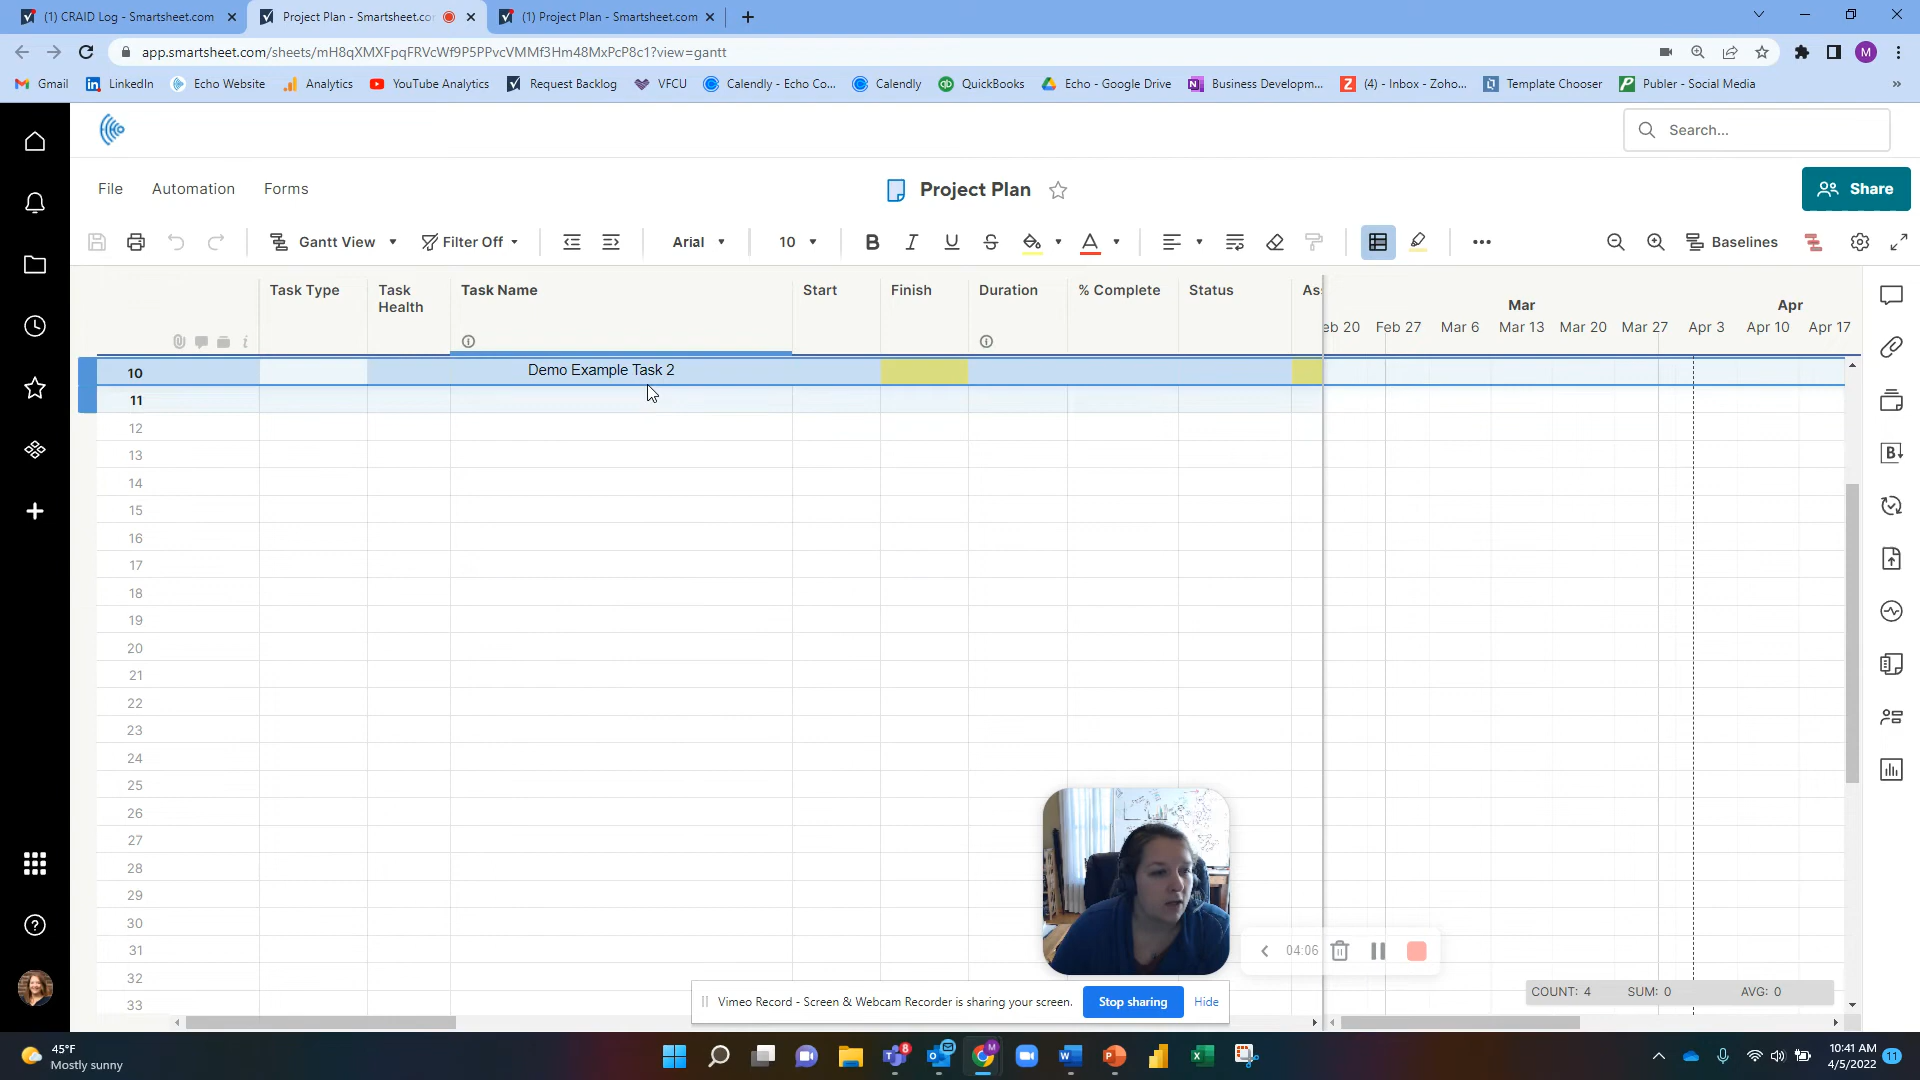 (1) CRAID Log - Smartsheet.com
Project Plan - Smartsheet.co
(1) Project Plan - Smartsheet.com
app.smartsheet.com/sheets/mH8qXMXFpqFRVcWf9P5PPvcVMMf3Hm48MxPcP8c1?view=gantt
M
Gmail
LinkedIn
Echo Website
Analytics
YouTube Analytics
Request Backlog
VFCU
Calendly - Echo Co...
Calendly
QuickBooks
Echo - Google Drive
Business Developm...
(4) - Inbox - Zoho...
Template Chooser
Publer - Social Media
»
Search...
File
Automation
Forms
Project Plan
Share
Gantt View
Filter Off
Arial
10
B
I
U
S
A
Baselines
Task Type
Task
Health
Task Name
Start
Finish
Duration
% Complete
Status
As
Mar
Apr
eb 20
Feb 27
Mar 6
Mar 13
Mar 20
Mar 27
Apr 3
Apr 10
Apr 17
10
Demo Example Task 2
11
12
13
14
15
16
17
18
19
20
21
22
23
24
25
26
27
28
29
30
31
32
33
04:06
COUNT: 4
SUM: 0
AVG: 0
Vimeo Record - Screen & Webcam Recorder is sharing your screen.
Stop sharing
Hide
45°F
Mostly sunny
8
M
10:41 AM
4/5/2022
11